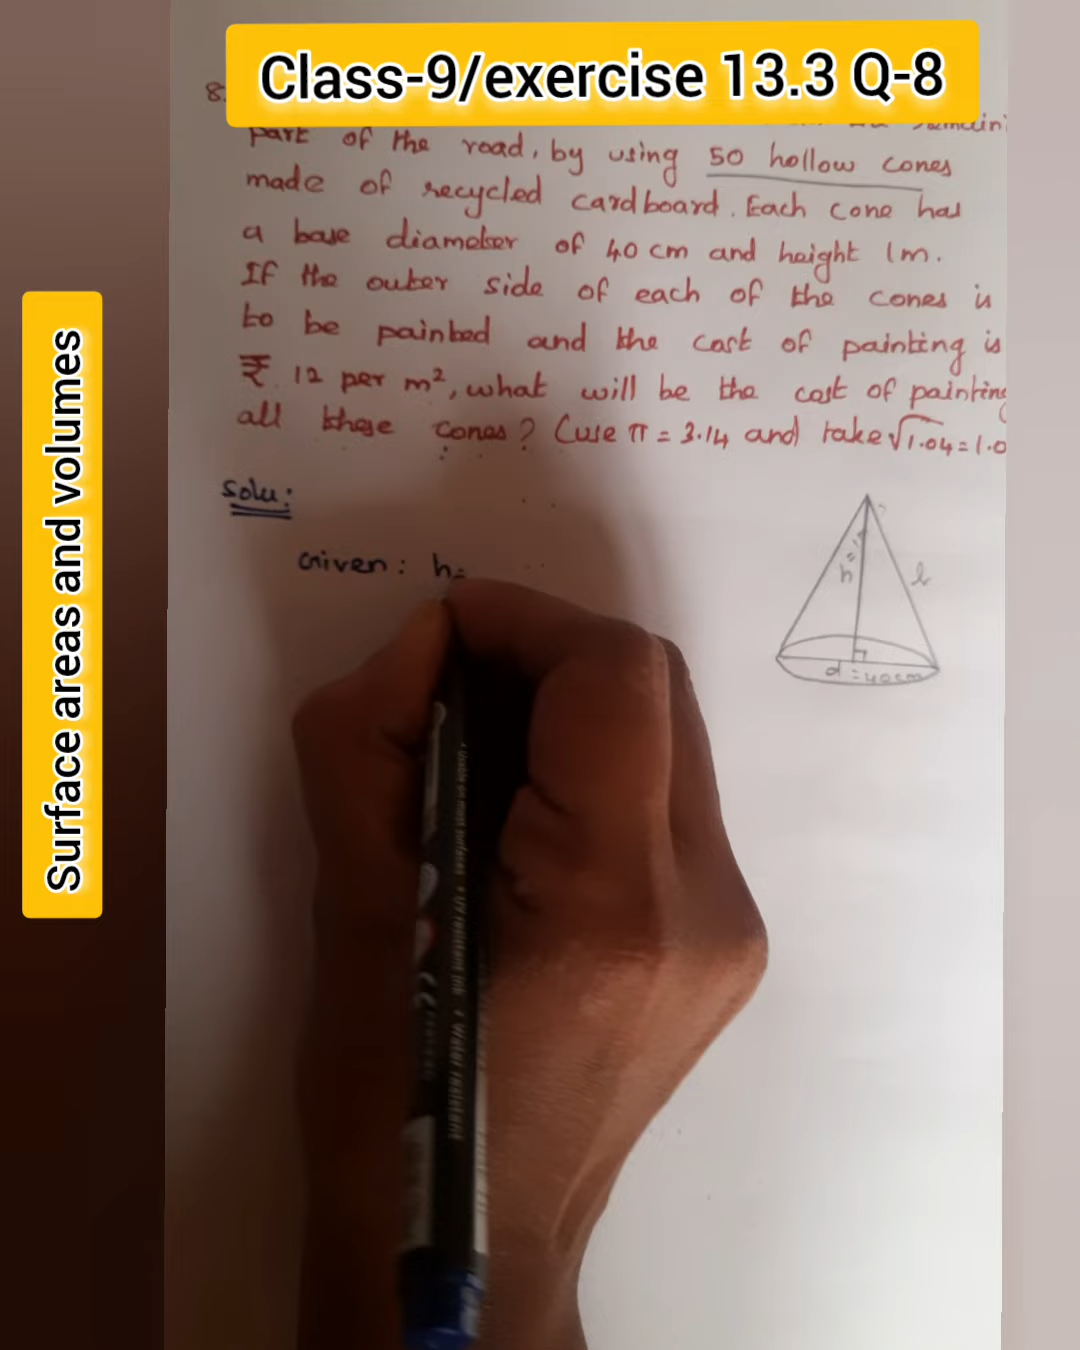 Class-9/exercise 13.3 Q-8
Surface areas and volumes
8.
part of the road, by using 50 hollow cones
made of recycled cardboard. Each cone has
a base diameter of 40 cm and height 1m.
If the outer side of each of the cones is
to be painted and the cost of painting is
₹. 12 per m², what will be the cost of painting
all these cones? (use π = 3.14 and take √1.04 = 1.0
Solu:
Given: h=
h=1
l
d=40cm